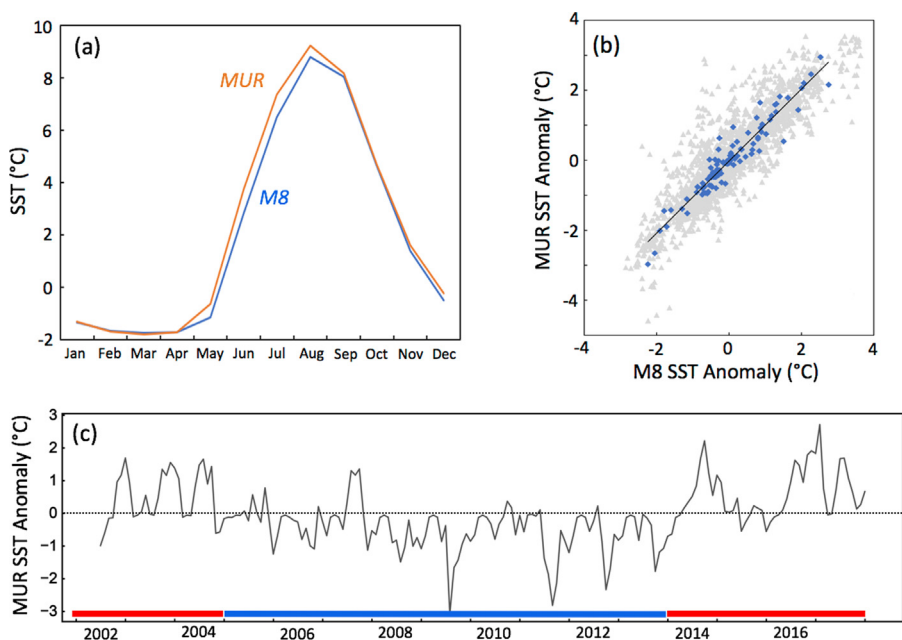 (a)
10
8
6
4
2
0
-2
SST (°C)
MUR
M8
Jan Feb Mar Apr May Jun Jul Aug Sep Oct Nov Dec
(b)
4
2
0
-2
-4
MUR SST Anomaly (°C)
-4 -2 0 2 4
M8 SST Anomaly (°C)
(c)
3
2
1
0
−1
−2
−3
MUR SST Anomaly (°C)
2002 2004 2006 2008 2010 2012 2014 2016